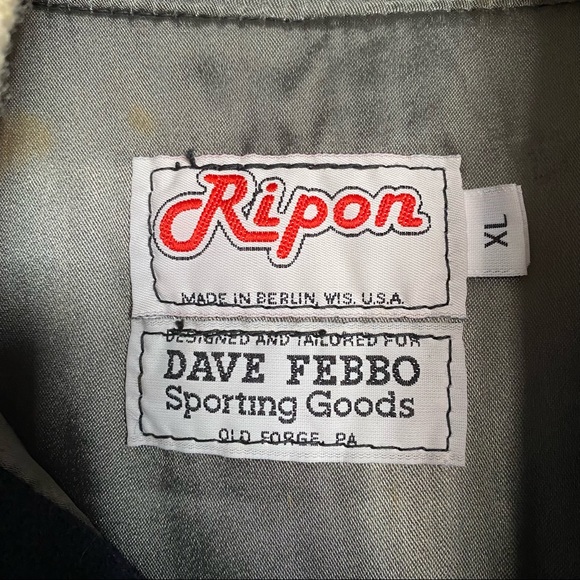 Ripon
MADE IN BERLIN, WIS. U.S.A.
XL
DESIGNED AND TAILORED FOR
DAVE FEBBO
Sporting Goods
OLD FORGE, PA